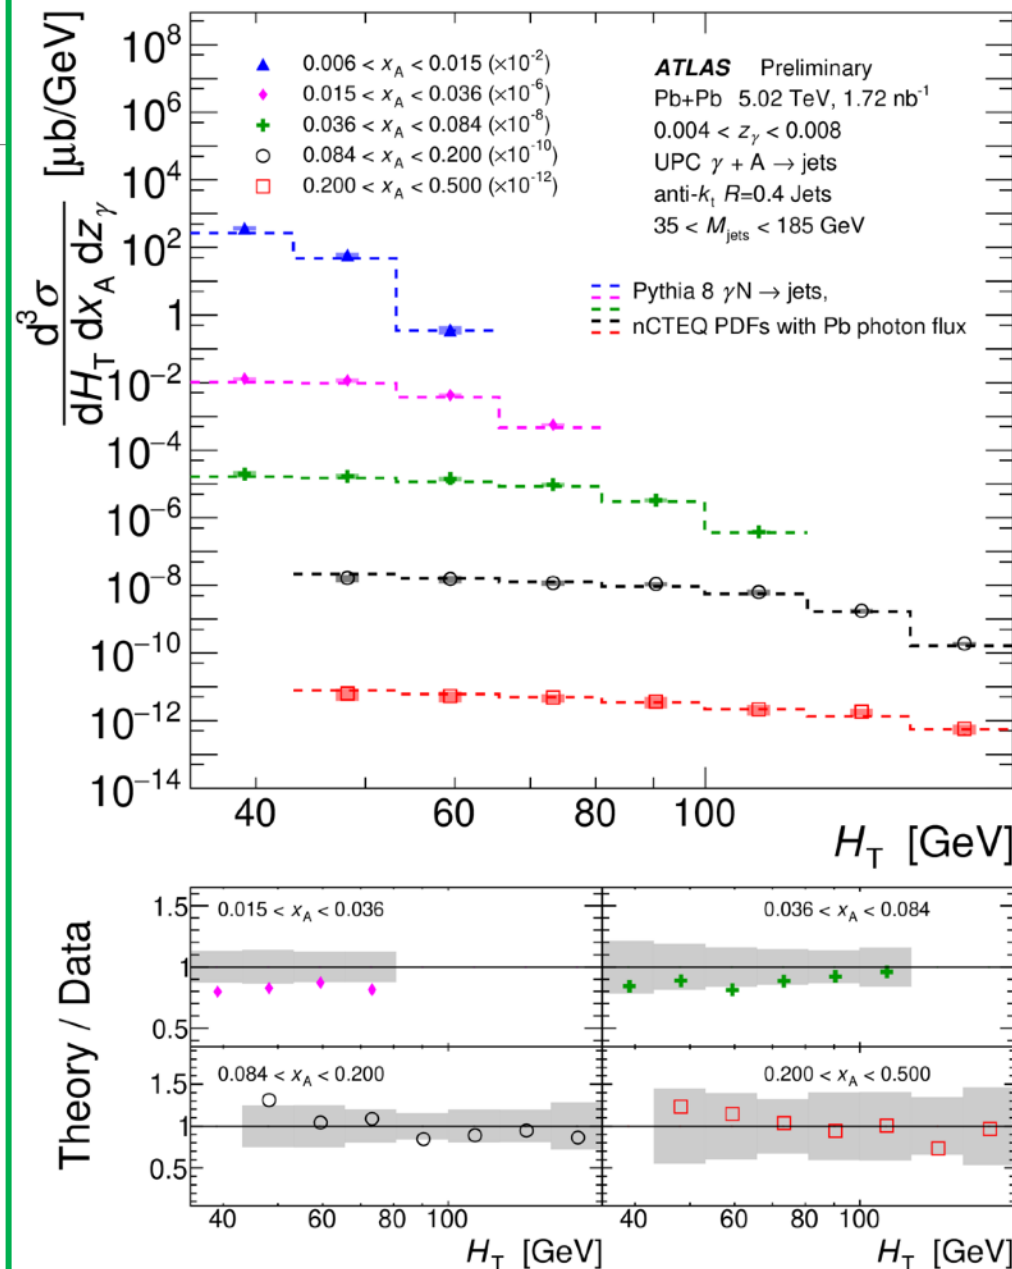 d³σ / dH_T dx_A dz_γ [μb/GeV]
10⁸
10⁶
10⁴
10²
1
10⁻²
10⁻⁴
10⁻⁶
10⁻⁸
10⁻¹⁰
10⁻¹²
10⁻¹⁴
0.006 < x_A < 0.015 (×10⁻²)
0.015 < x_A < 0.036 (×10⁻⁶)
0.036 < x_A < 0.084 (×10⁻⁸)
0.084 < x_A < 0.200 (×10⁻¹⁰)
0.200 < x_A < 0.500 (×10⁻¹²)
ATLAS Preliminary
Pb+Pb 5.02 TeV, 1.72 nb⁻¹
0.004 < z_γ < 0.008
UPC γ + A → jets
anti-k_t R=0.4 Jets
35 < M_jets < 185 GeV
Pythia 8 γN → jets,
nCTEQ PDFs with Pb photon flux
40 60 80 100
H_T [GeV]
Theory / Data
1.5
1
0.5
0.015 < x_A < 0.036
0.036 < x_A < 0.084
1.5
1
0.5
0.084 < x_A < 0.200
0.200 < x_A < 0.500
40 60 80 100
40 60 80 100
H_T [GeV]
H_T [GeV]